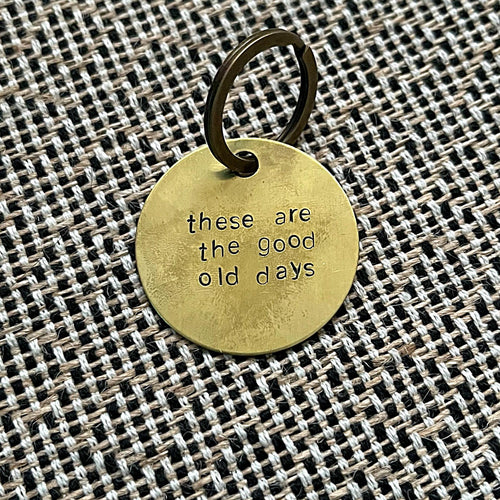 these are
the good
old days